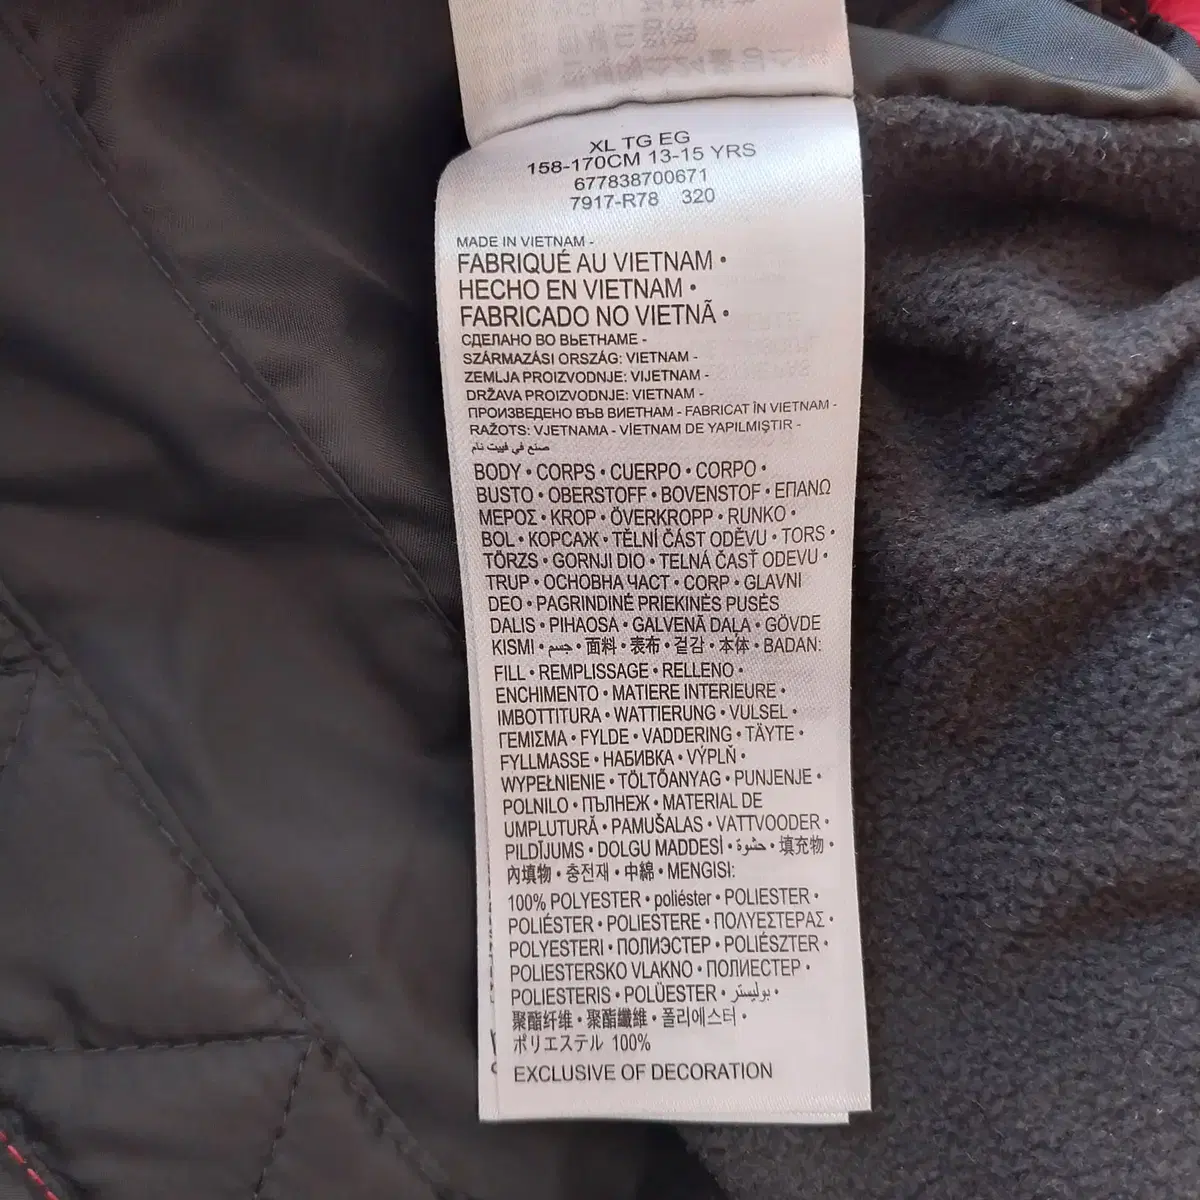 XL TG EG
158-170CM 13-15 YRS
677838700671
7917-R78 320
MADE IN VIETNAM -
FABRIQUÉ AU VIETNAM •
HECHO EN VIETNAM •
FABRICADO NO VIETNÃ •
СДЕЛАНО ВО ВЬЕТНАМЕ -
SZÁRMAZÁSI ORSZÁG: VIETNAM -
ZEMLJA PROIZVODNJE: VIJETNAM -
DRŽAVA PROIZVODNJE: VIETNAM -
ПРОИЗВЕДЕНО ВЪВ ВИЕТНАМ - FABRICAT ÎN VIETNAM -
RAŽOTS: VJETNAMA - VİETNAM DE YAPILMIŞTIR -
صنع في فييت نام
BODY • CORPS • CUERPO • CORPO •
BUSTO • OBERSTOFF • BOVENSTOF • ΕΠΑΝΩ
ΜΕΡΟΣ • KROP • ÖVERKROPP • RUNKO •
BOL • КОРСАЖ • TĚLNÍ ČÁST ODĚVU • TORS •
TÖRZS • GORNJI DIO • TELNÁ ČASŤ ODEVU •
TRUP • ОСНОВНА ЧАСТ • CORP • GLAVNI
DEO • PAGRINDINĖ PRIEKINĖS PUSĖS
DALIS • PIHAOSA • GALVENĀ DAĻA • GÖVDE
KISMI • جسم • 面料 • 表布 • 겉감 • 本体 • BADAN:
FILL • REMPLISSAGE • RELLENO •
ENCHIMENTO • MATIERE INTERIEURE •
IMBOTTITURA • WATTIERUNG • VULSEL •
ΓΕΜΙΣΜΑ • FYLDE • VADDERING • TÄYTE •
FYLLMASSE • НАБИВКА • VÝPLŇ •
WYPEŁNIENIE • TÖLTŐANYAG • PUNJENJE •
POLNILO • ПЪЛНЕЖ • MATERIAL DE
UMPLUTURĂ • PAMUŠALAS • VATTVOODER •
PILDĪJUMS • DOLGU MADDESİ • حشوة • 填充物 •
內填物 • 충전재 • 中綿 • MENGISI:
100% POLYESTER • poliéster • POLIESTER •
POLIÉSTER • POLIESTERE • ΠΟΛΥΕΣΤΕΡΑΣ •
POLYESTERI • ПОЛИЭСТЕР • POLIÉSZTER •
POLIESTERSKO VLAKNO • ПОЛИЕСТЕР •
POLIESTERIS • POLÜESTER • بوليستر •
聚酯纤维 • 聚酯纖維 • 폴리에스터 •
ポリエステル 100%
EXCLUSIVE OF DECORATION